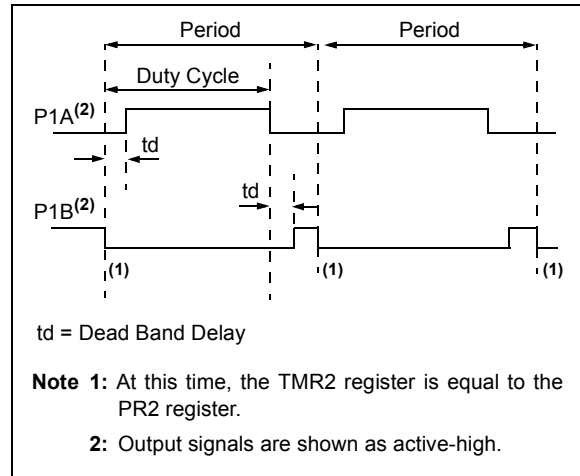 Period Period
Duty Cycle
P1A(2)
td
td
P1B(2)
(1) (1) (1)
td = Dead Band Delay
Note 1: At this time, the TMR2 register is equal to the
PR2 register.
2: Output signals are shown as active-high.